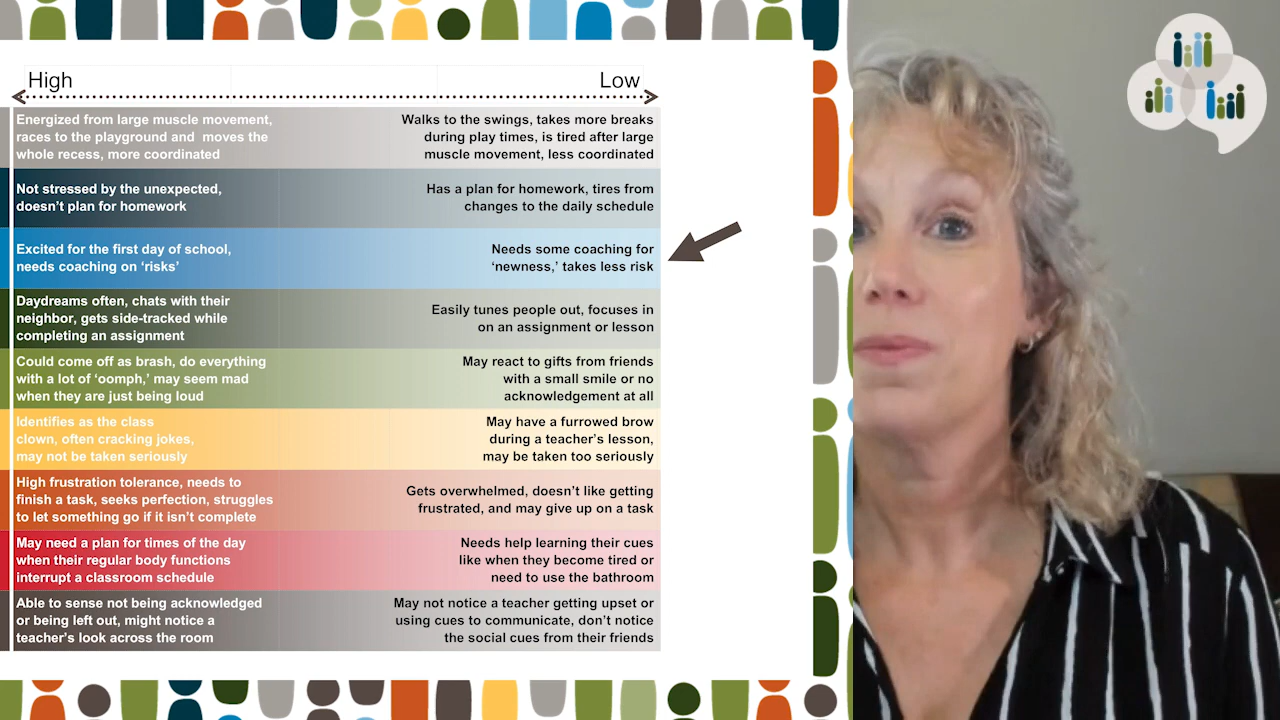 High
Low
Energized from large muscle movement,
races to the playground and moves the
whole recess, more coordinated
Walks to the swings, takes more breaks
during play times, is tired after large
muscle movement, less coordinated
Not stressed by the unexpected,
doesn’t plan for homework
Has a plan for homework, tires from
changes to the daily schedule
Excited for the first day of school,
needs coaching on ‘risks’
Needs some coaching for
‘newness,’ takes less risk
Daydreams often, chats with their
neighbor, gets side-tracked while
completing an assignment
Easily tunes people out, focuses in
on an assignment or lesson
Could come off as brash, do everything
with a lot of ‘oomph,’ may seem mad
when they are just being loud
May react to gifts from friends
with a small smile or no
acknowledgement at all
Identifies as the class
clown, often cracking jokes,
may not be taken seriously
May have a furrowed brow
during a teacher’s lesson,
may be taken too seriously
High frustration tolerance, needs to
finish a task, seeks perfection, struggles
to let something go if it isn’t complete
Gets overwhelmed, doesn’t like getting
frustrated, and may give up on a task
May need a plan for times of the day
when their regular body functions
interrupt a classroom schedule
Needs help learning their cues
like when they become tired or
need to use the bathroom
Able to sense not being acknowledged
or being left out, might notice a
teacher’s look across the room
May not notice a teacher getting upset or
using cues to communicate, don’t notice
the social cues from their friends